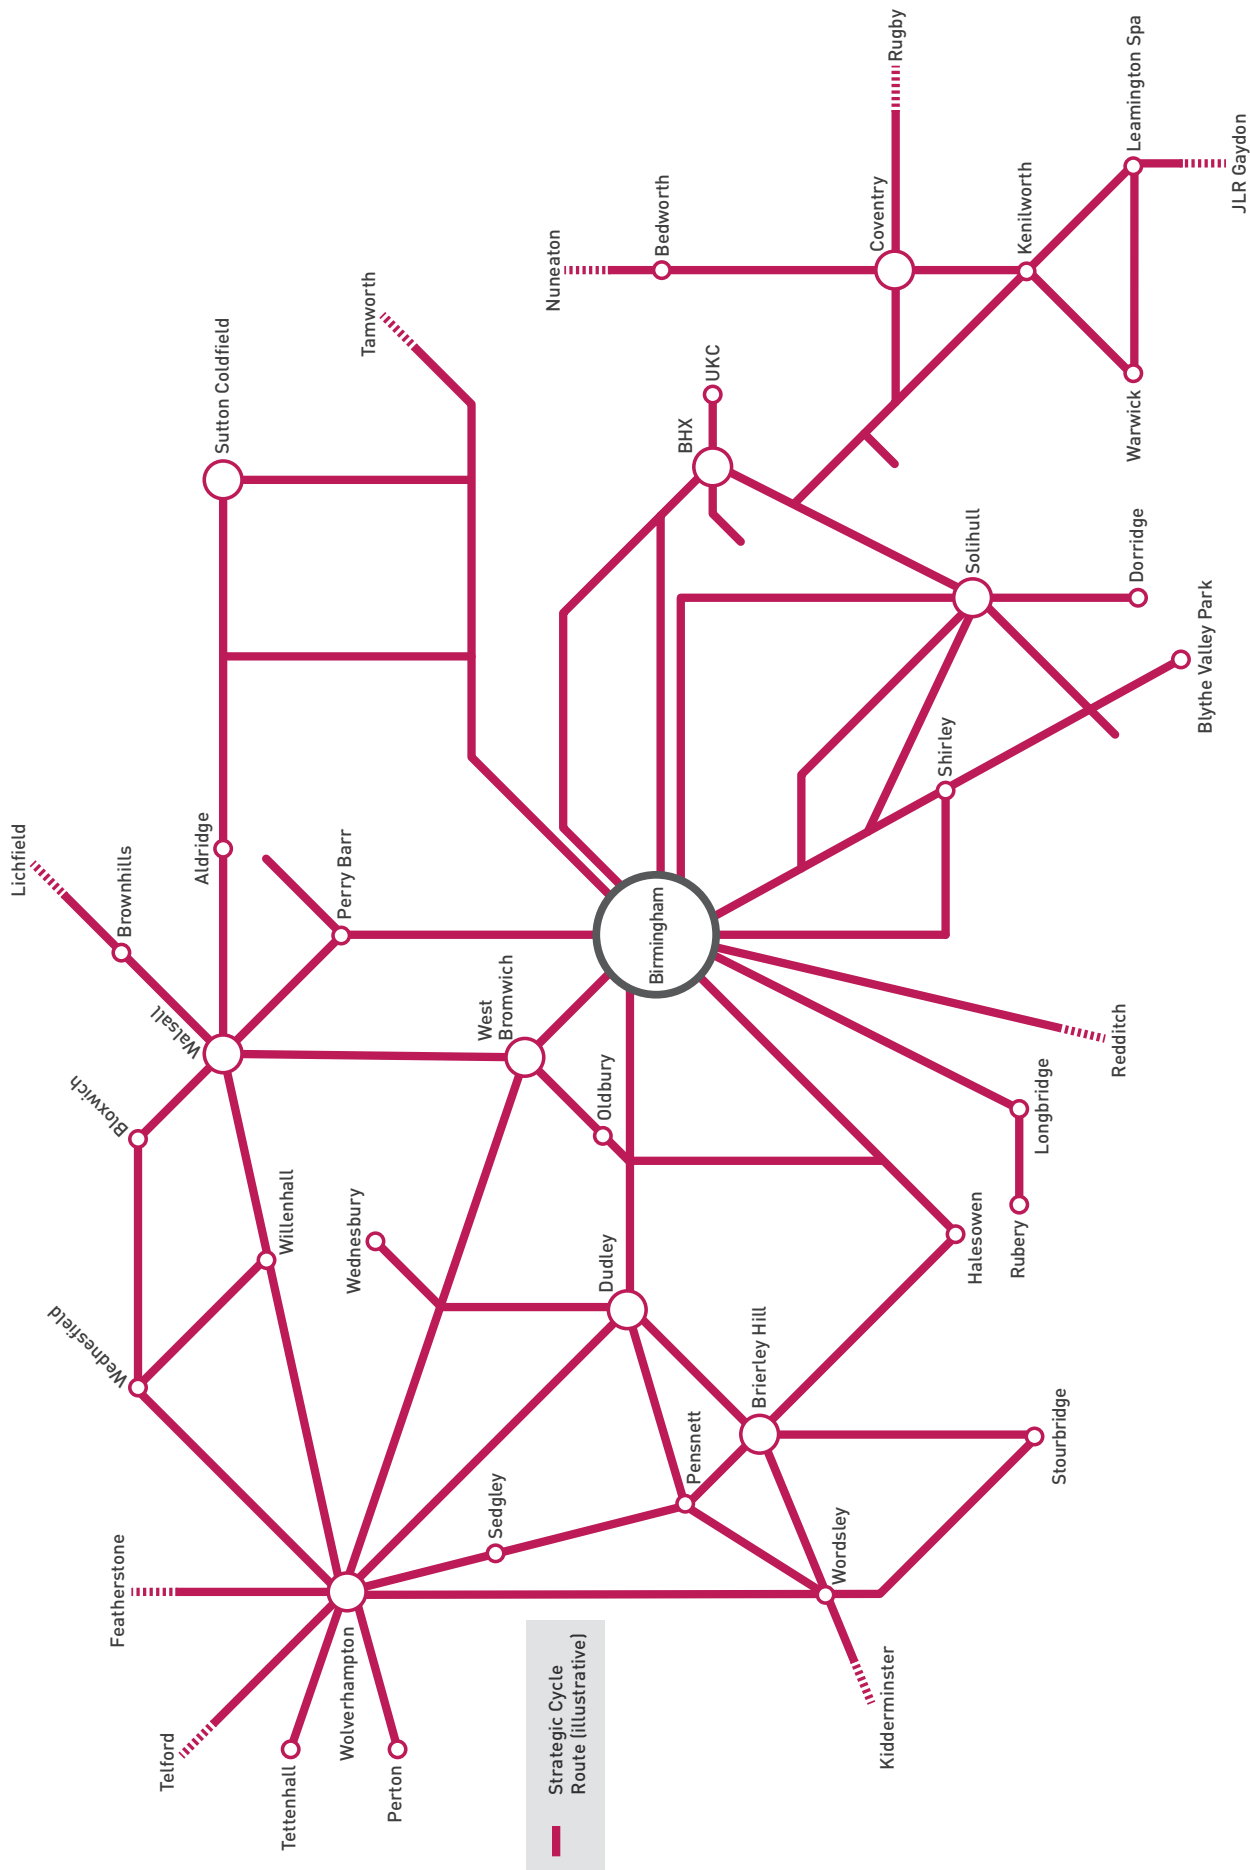 Telford
Featherstone
Tettenhall
Wolverhampton
Perton
Wednesfield
Bloxwich
Walsall
Brownhills
Lichfield
Willenhall
Aldridge
Perry Barr
Sutton Coldfield
Tamworth
Wednesbury
West
Bromwich
Oldbury
Sedgley
Dudley
Pensnett
Brierley Hill
Wordsley
Kidderminster
Stourbridge
Halesowen
Rubery
Longbridge
Redditch
Birmingham
Shirley
Solihull
Blythe Valley Park
Dorridge
BHX
UKC
Nuneaton
Bedworth
Coventry
Rugby
Kenilworth
Warwick
Leamington Spa
JLR Gaydon
Strategic Cycle
Route (illustrative)